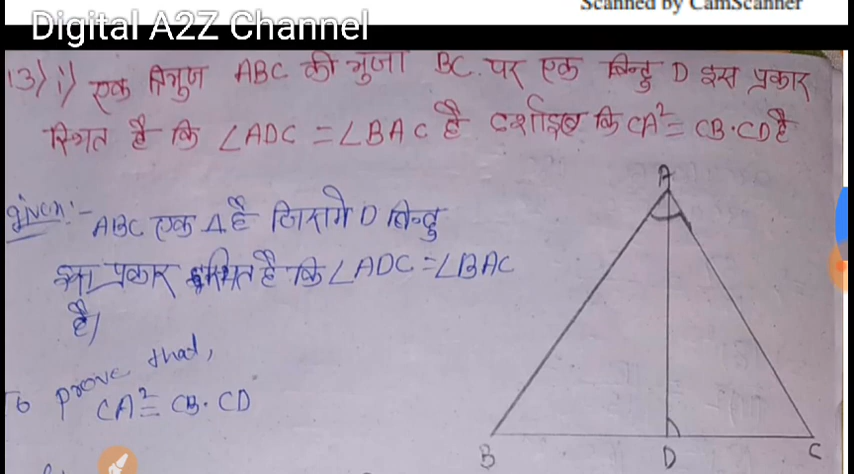 Scanned by CamScanner
Digital A2Z Channel
13) i) एक त्रिभुज ABC की भुजा BC पर एक बिन्दु D इस प्रकार
स्थित है कि ∠ADC = ∠BAC है दर्शाइए कि CA² = CB·CD है
given:- ABC एक Δ है जिसमे D बिन्दु
इस प्रकार स्थित है कि ∠ADC = ∠BAC
है।
To prove that,
CA² = CB·CD
A
B D C